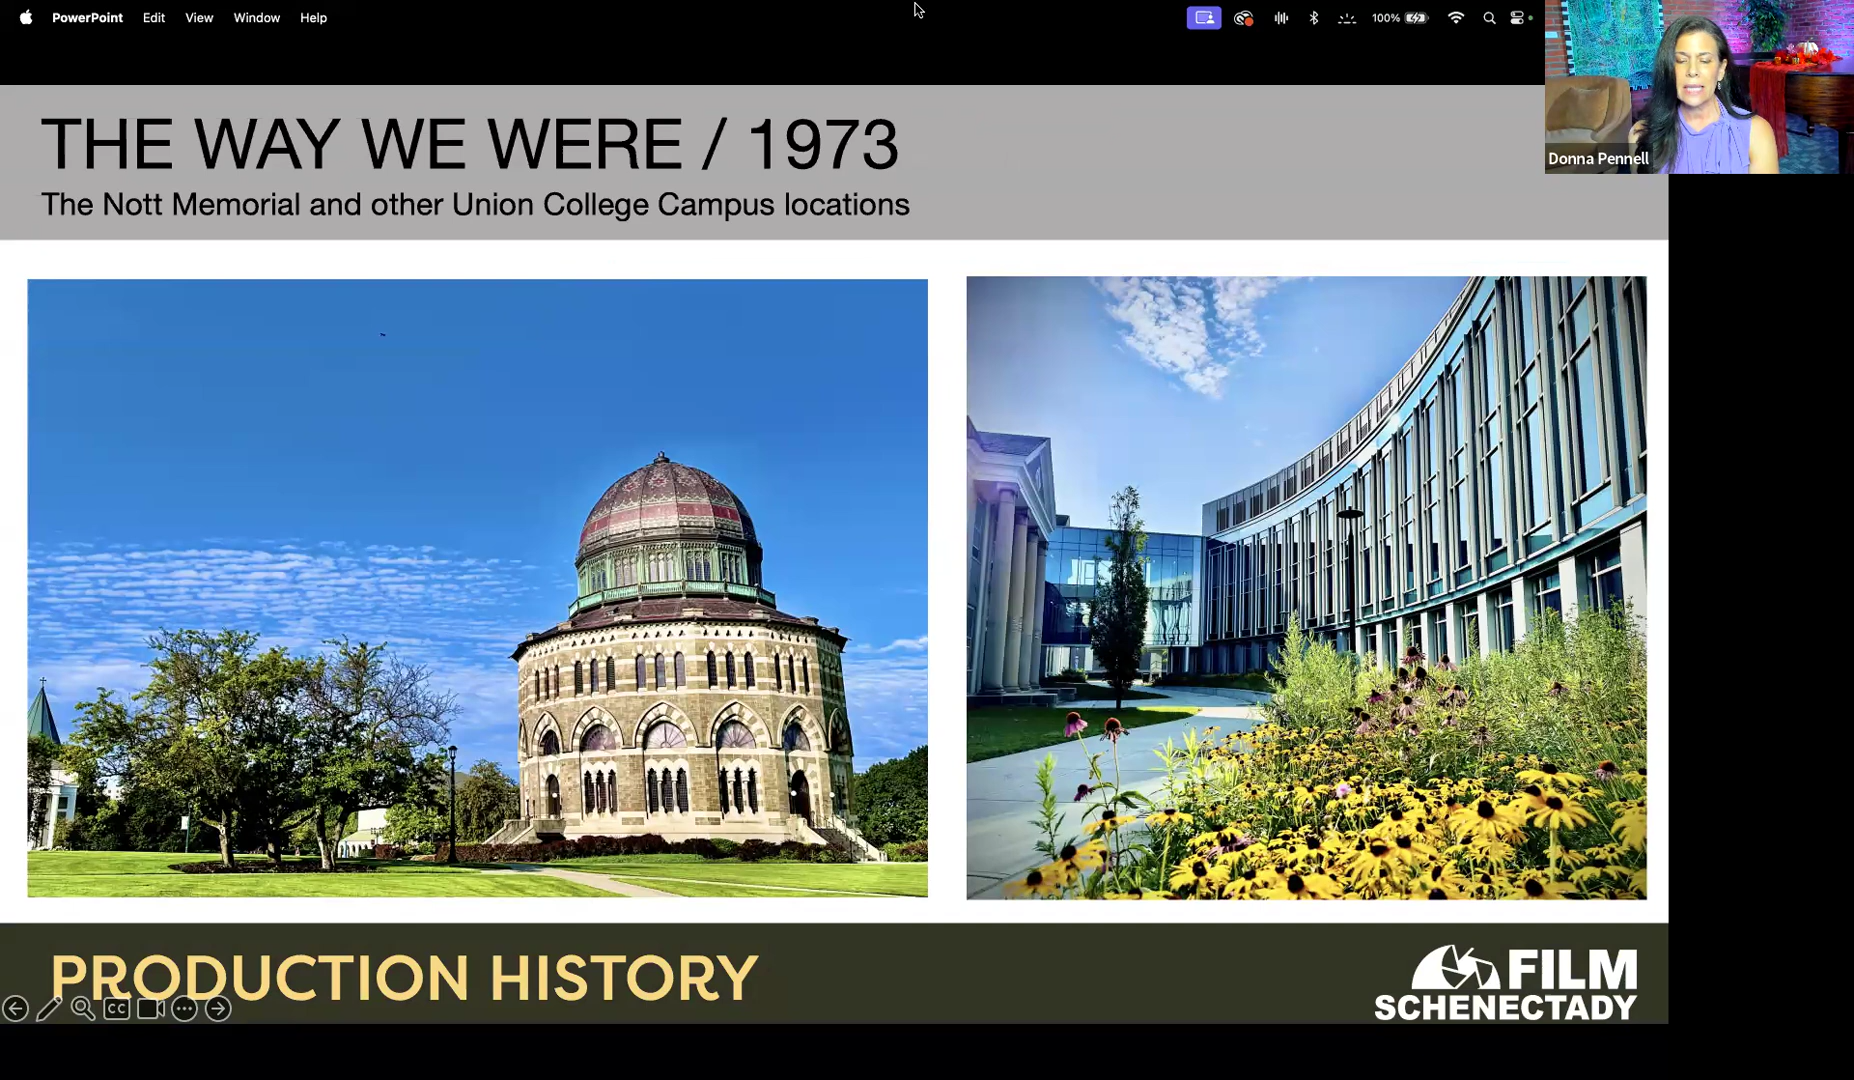 PowerPoint Edit View Window Help
100%
Donna Pennell
THE WAY WE WERE / 1973
The Nott Memorial and other Union College Campus locations
PRODUCTION HISTORY
FILM
SCHENECTADY
CC